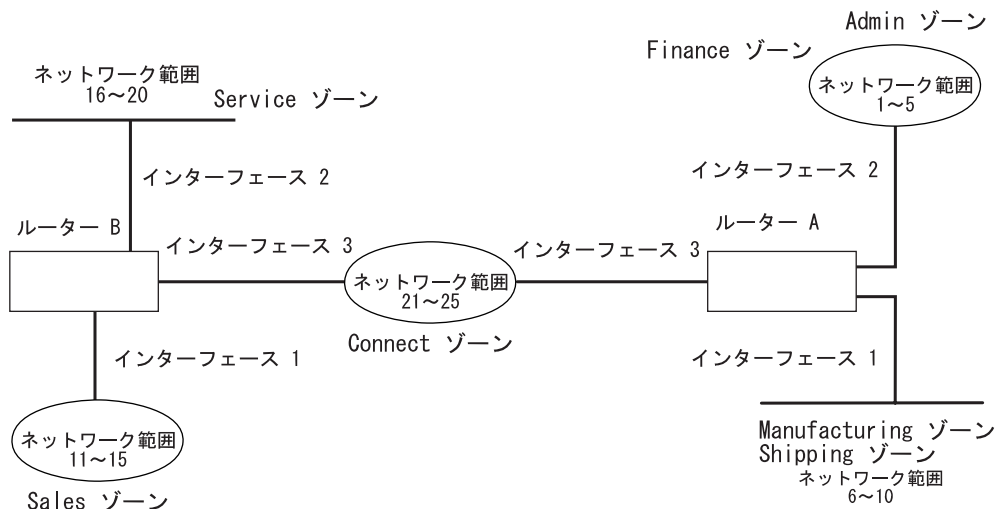 Admin ゾーン
Finance ゾーン
ネットワーク範囲
1～5
ネットワーク範囲
16～20
Service ゾーン
インターフェース 2
インターフェース 2
ルーター B
ルーター A
インターフェース 3
インターフェース 3
ネットワーク範囲
21～25
Connect ゾーン
インターフェース 1
インターフェース 1
ネットワーク範囲
11～15
Sales ゾーン
Manufacturing ゾーン
Shipping ゾーン
ネットワーク範囲
6～10